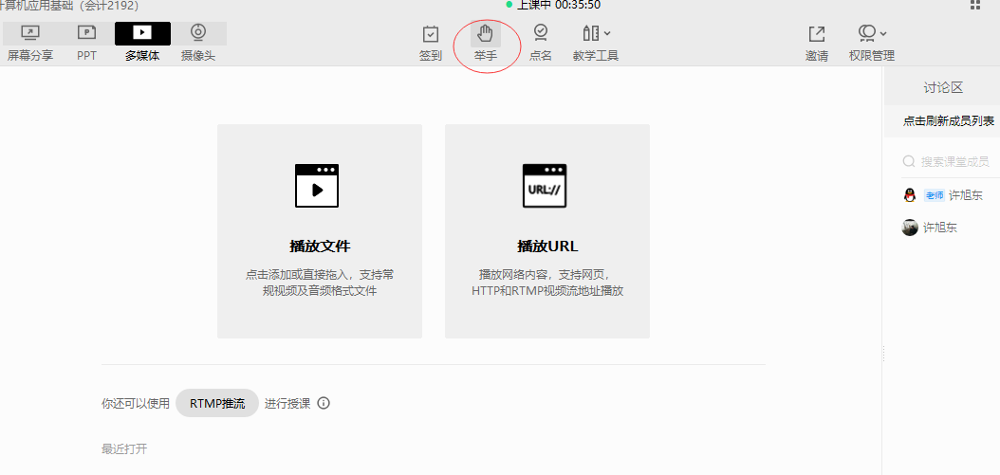 计算机应用基础（会计2192）
上课中 00:35:50
屏幕分享 PPT 多媒体 摄像头 签到 举手 点名 教学工具 邀请 权限管理
讨论区
点击刷新成员列表
搜索课堂成员
老师 许旭东
许旭东
URL://
播放文件
点击添加或直接拖入，支持常
规视频及音频格式文件
播放URL
播放网络内容，支持网页，
HTTP和RTMP视频流地址播放
你还可以使用 RTMP推流 进行授课
最近打开